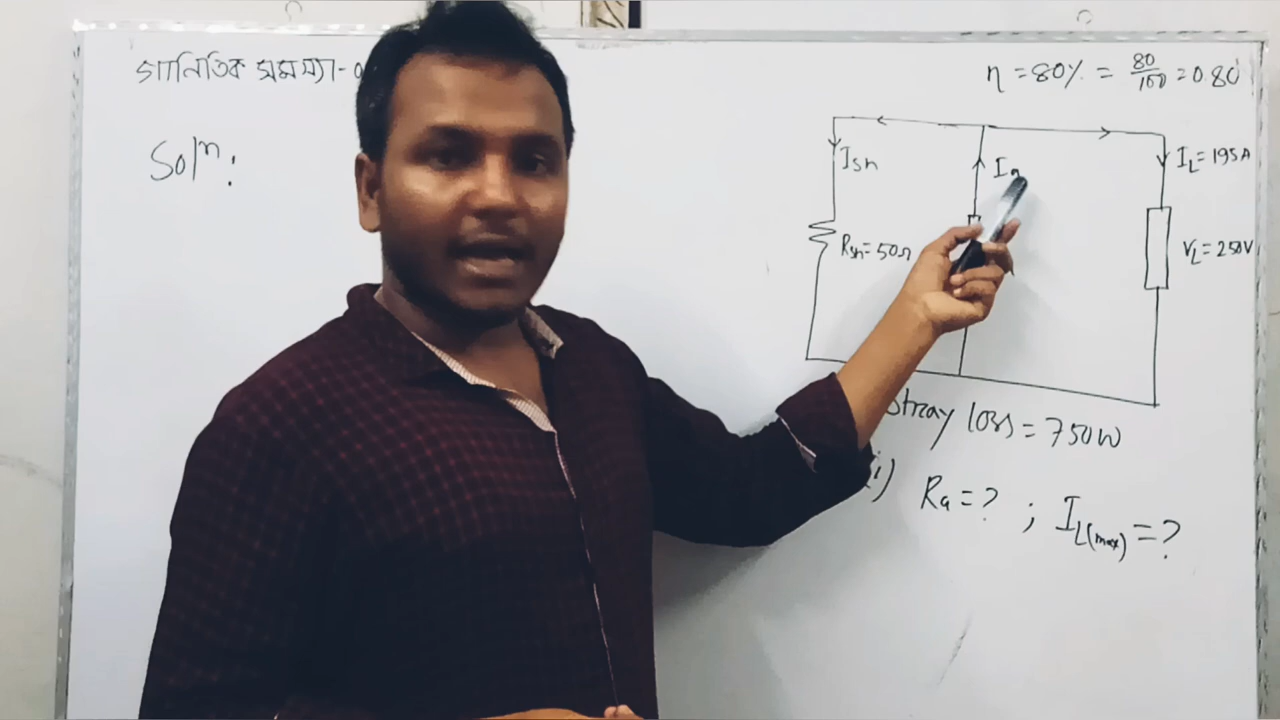 গানিতিক সমস্যা-০
η = 80% = 80/100 = 0.80
Solⁿ:
Ish
Ia
IL = 195A
Rsh = 50Ω
VL = 250V
Stray loss = 750W
i) Ra = ? ; IL(max) = ?